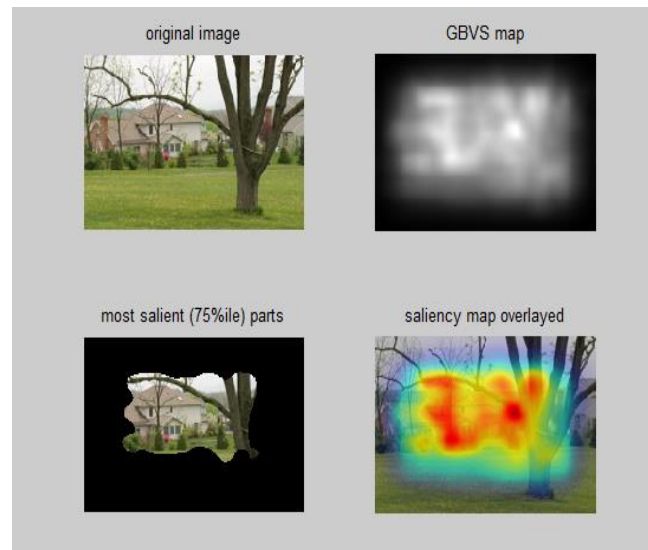 original image
GBVS map
most salient (75%ile) parts
saliency map overlayed